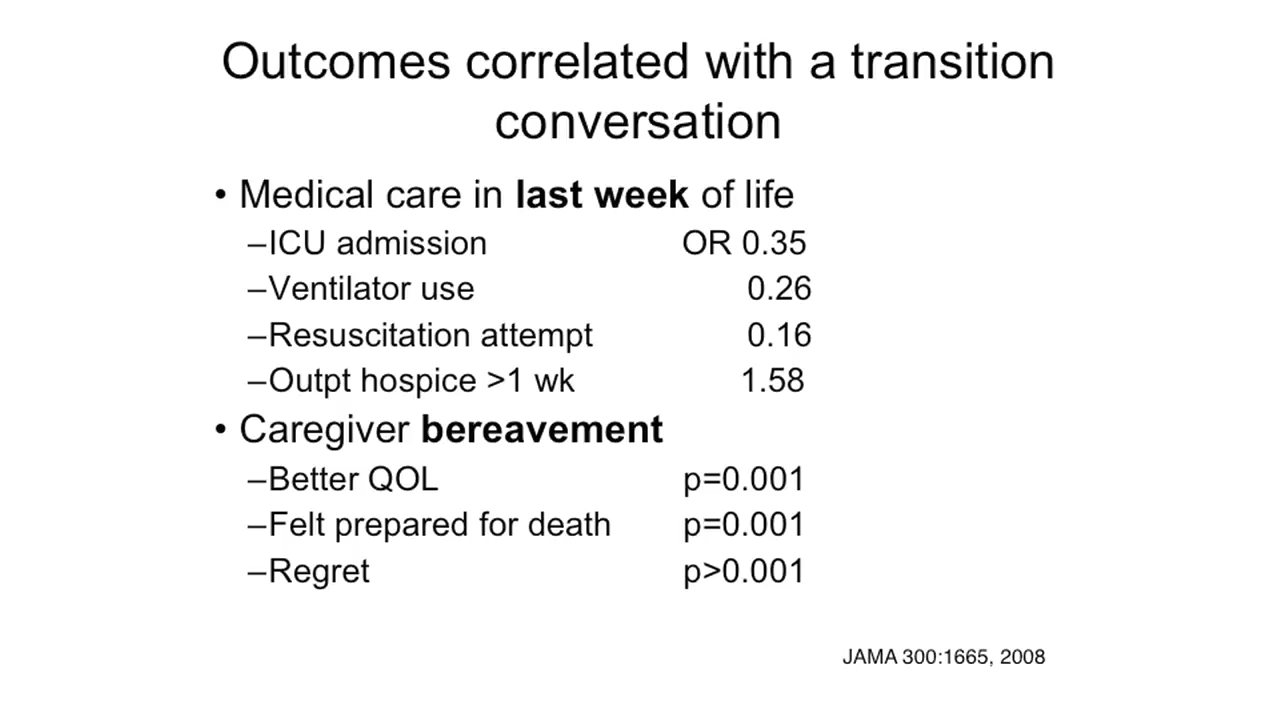 Outcomes correlated with a transition
conversation
• Medical care in last week of life
–ICU admission OR 0.35
–Ventilator use 0.26
–Resuscitation attempt 0.16
–Outpt hospice >1 wk 1.58
• Caregiver bereavement
–Better QOL p=0.001
–Felt prepared for death p=0.001
–Regret p>0.001
JAMA 300:1665, 2008